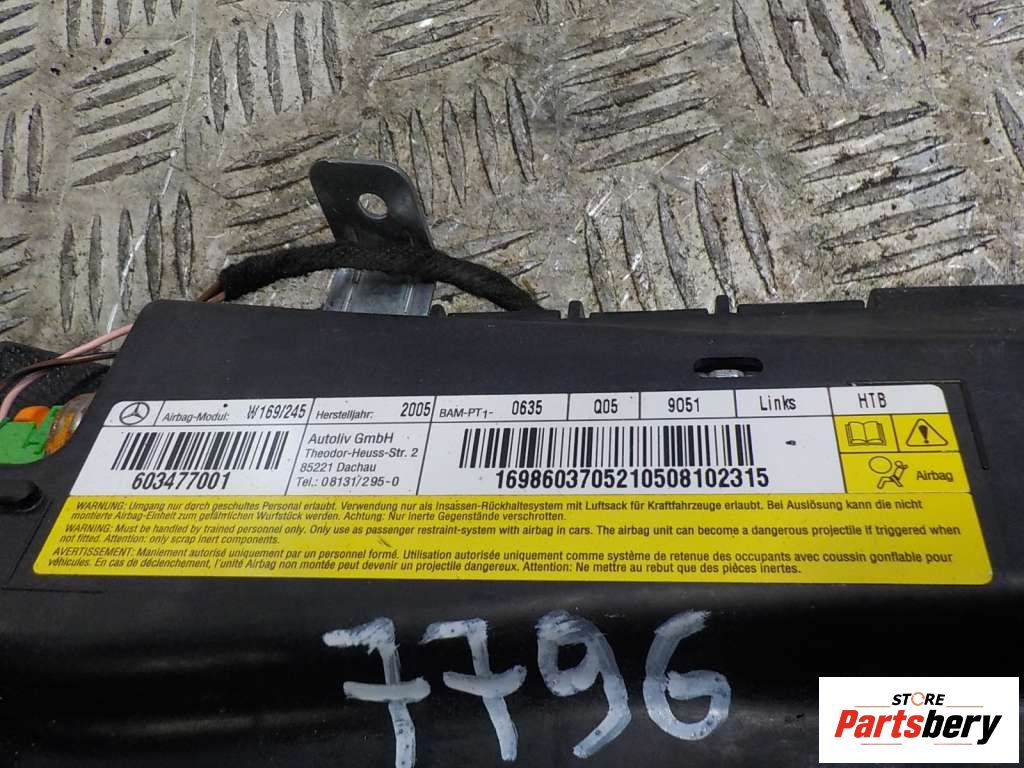 Airbag-Modul: W169/245 Herstelljahr: 2005 BAM-PT1- 0635 Q05 9051 Links HTB
603477001
Autoliv GmbH
Theodor-Heuss-Str. 2
85221 Dachau
Tel.: 08131/295-0
16986037052105081023​15
Airbag
WARNUNG: Umgang nur durch geschultes Personal erlaubt. Verwendung nur als Insassen-Rückhaltesystem mit Luftsack für Kraftfahrzeuge erlaubt. Bei Auslösung kann die nicht
montierte Airbag-Einheit zum gefährlichen Wurfstück werden. Achtung: Nur inerte Gegenstände verschrotten.
WARNING: Must be handled by trained personnel only. Only use as passenger restraint-system with airbag in cars. The airbag unit can become a dangerous projectile if triggered when
not fitted. Attention: only scrap inert components.
AVERTISSEMENT: Maniement autorisé uniquement par un personnel formé. Utilisation autorisée uniquement comme système de retenue des occupants avec coussin gonflable pour
véhicules. En cas de déclenchement, l'unité Airbag non montée peut devenir un projectile dangereux. Attention: Ne mettre au rebut que des pièces inertes.
7796
STORE
Partsbery